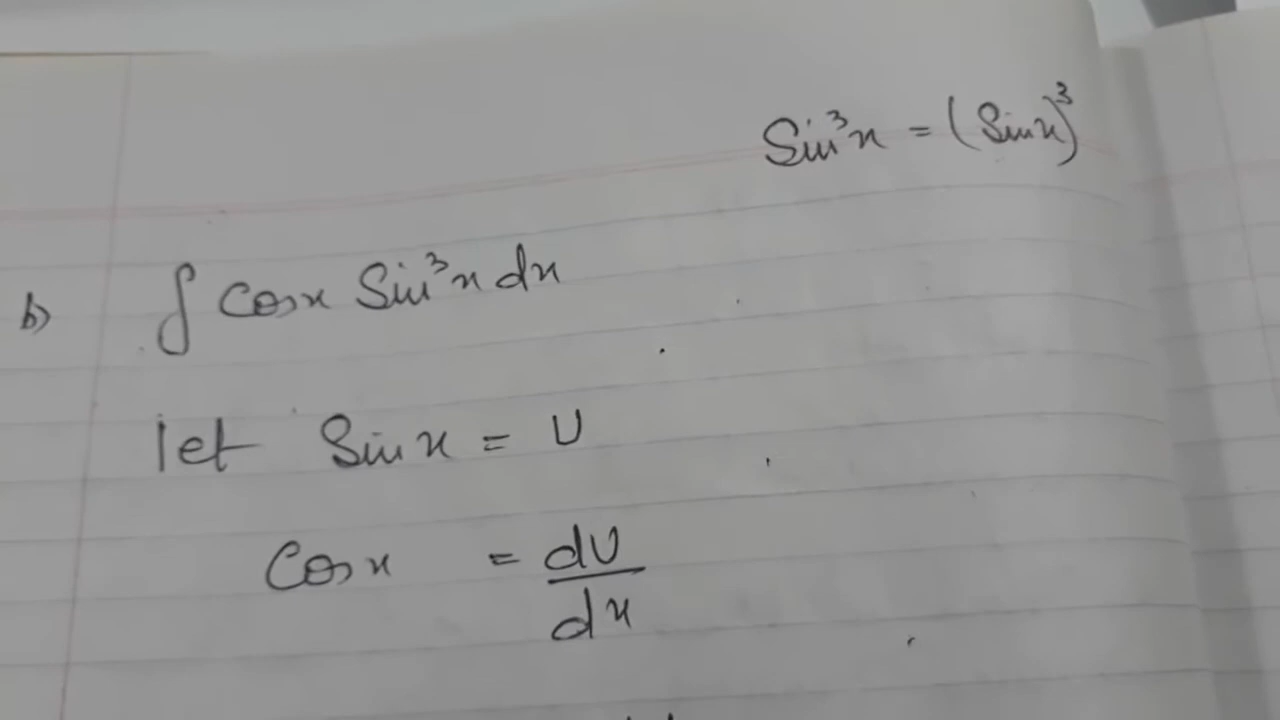 Sin³x = (Sinx)³
b) ∫ Cosx Sin³x dx
let Sinx = U
Cosx = dU/dx